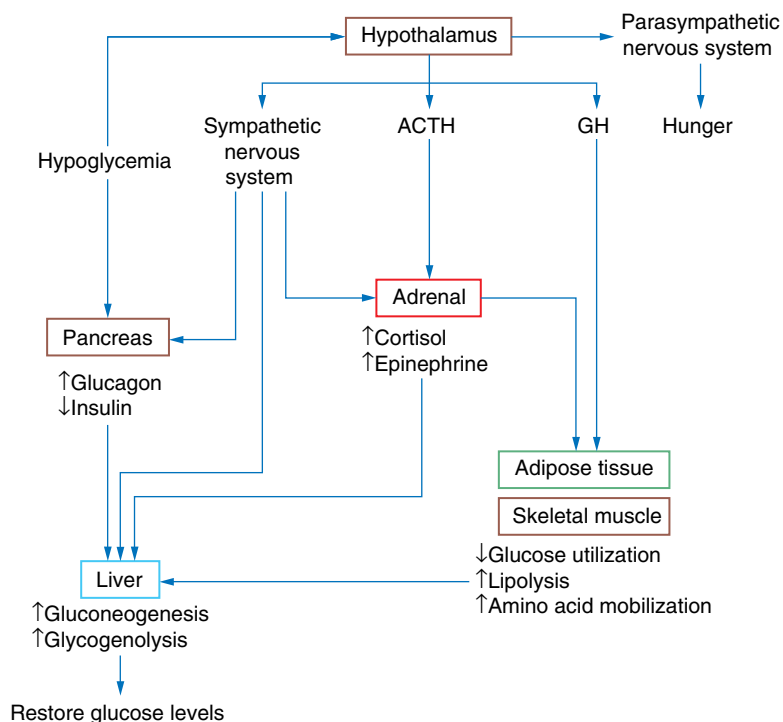 Hypothalamus
Parasympathetic
nervous system
Sympathetic
nervous
system
ACTH
GH
Hunger
Hypoglycemia
Adrenal
Pancreas
↑Cortisol
↑Epinephrine
↑Glucagon
↓Insulin
Adipose tissue
Skeletal muscle
↓Glucose utilization
↑Lipolysis
↑Amino acid mobilization
Liver
↑Gluconeogenesis
↑Glycogenolysis
Restore glucose levels